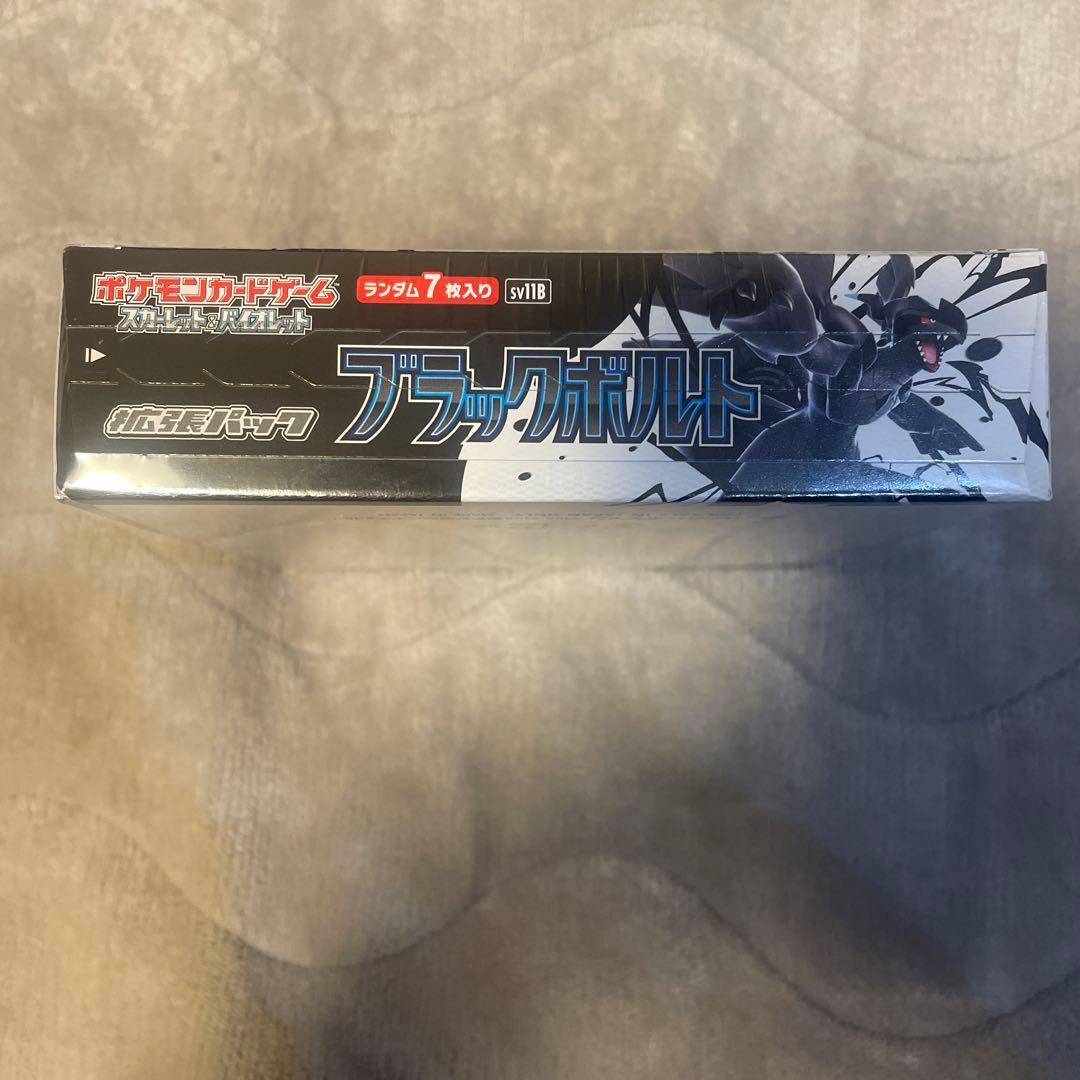 ポケモンカードゲーム
スカーレット&バイオレット
ランダム7枚入り
sv11B
ブラックボルト
拡張パック